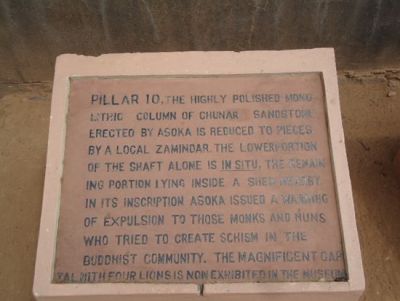 PILLAR 10, THE HIGHLY POLISHED MONO
LITHIC COLUMN OF CHUNAR SANDSTONE
ERECTED BY ASOKA IS REDUCED TO PIECES
BY A LOCAL ZAMINDAR. THE LOWER PORTION
OF THE SHAFT ALONE IS IN SITU, THE REMAIN
ING PORTION LYING INSIDE A SHED NEARBY.
IN ITS INSCRIPTION ASOKA ISSUED A WARNING
OF EXPULSION TO THOSE MONKS AND NUNS
WHO TRIED TO CREATE SCHISM IN THE
BUDDHIST COMMUNITY. THE MAGNIFICENT CAPI
TAL WITH FOUR LIONS IS NOW EXHIBITED IN THE MUSEUM